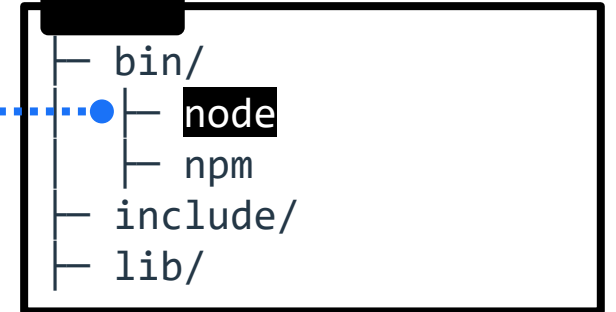 ├─ bin/
│  ├─ node
│  ├─ npm
├─ include/
├─ lib/